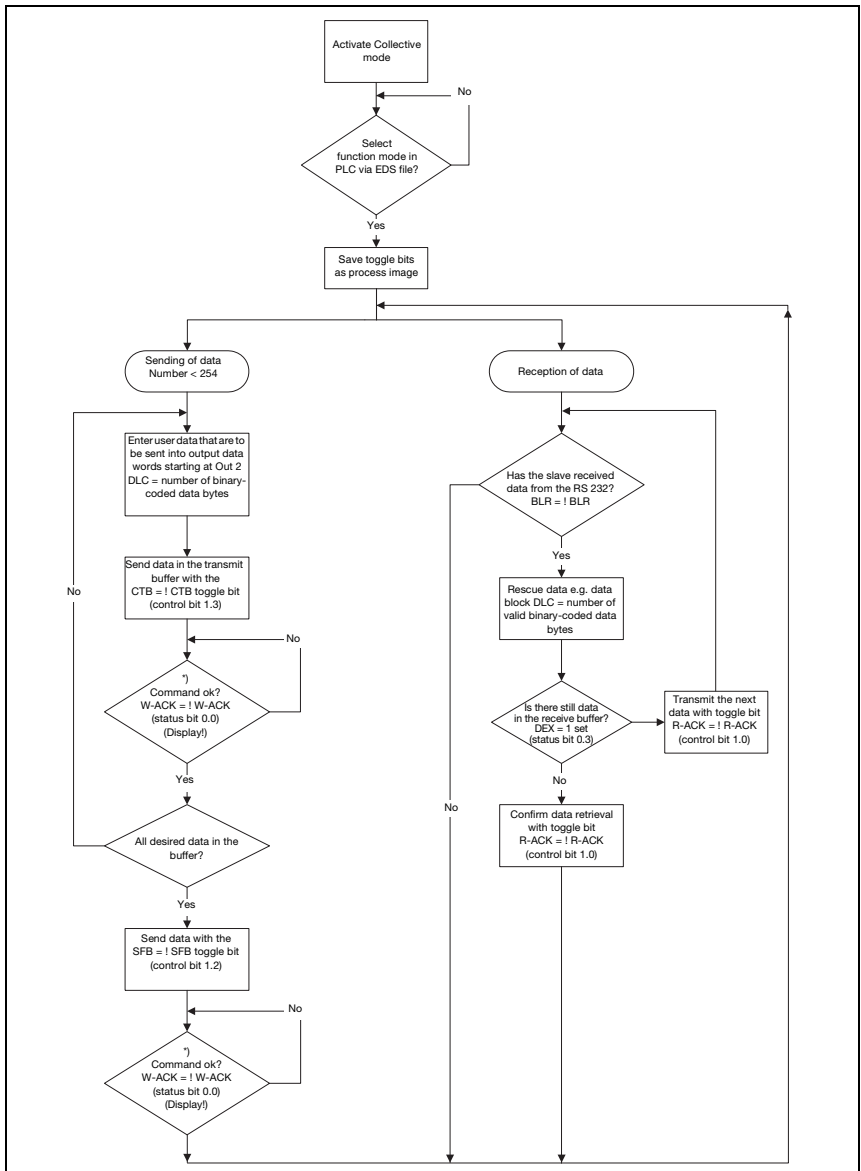 Activate Collective
mode
No
Select
function mode in
PLC via EDS file?
Yes
Save toggle bits
as process image
Sending of data
Number < 254
Enter user data that are to
be sent into output data
words starting at Out 2
DLC = number of binary-
coded data bytes
Send data in the transmit
buffer with the
CTB = ! CTB toggle bit
(control bit 1.3)
No
No
*)
Command ok?
W-ACK = ! W-ACK
(status bit 0.0)
(Display!)
Yes
All desired data in the
buffer?
Yes
Send data with the
SFB = ! SFB toggle bit
(control bit 1.2)
No
*)
Command ok?
W-ACK = ! W-ACK
(status bit 0.0)
(Display!)
Reception of data
Has the slave received
data from the RS 232?
BLR = ! BLR
Yes
Rescue data e.g. data
block DLC = number of
valid binary-coded data
bytes
Is there still data
in the receive buffer?
DEX = 1 set
(status bit 0.3)
Transmit the next
data with toggle bit
R-ACK = ! R-ACK
(control bit 1.0)
No
No
Confirm data retrieval
with toggle bit
R-ACK = ! R-ACK
(control bit 1.0)